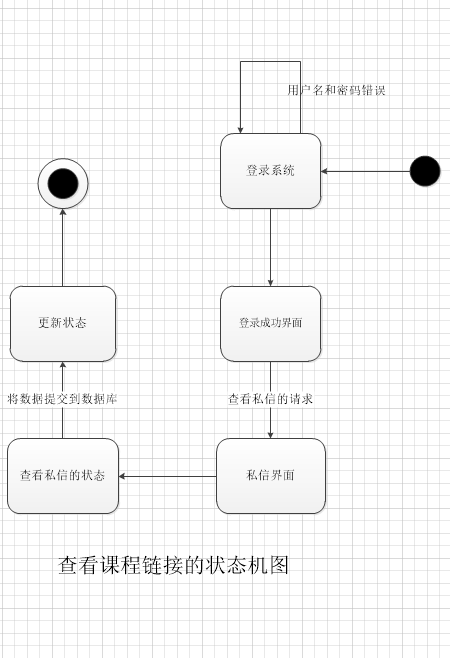 用户名和密码错误
登录系统
更新状态
登录成功界面
将数据提交到数据库
查看私信的请求
查看私信的状态
私信界面
查看课程链接的状态机图